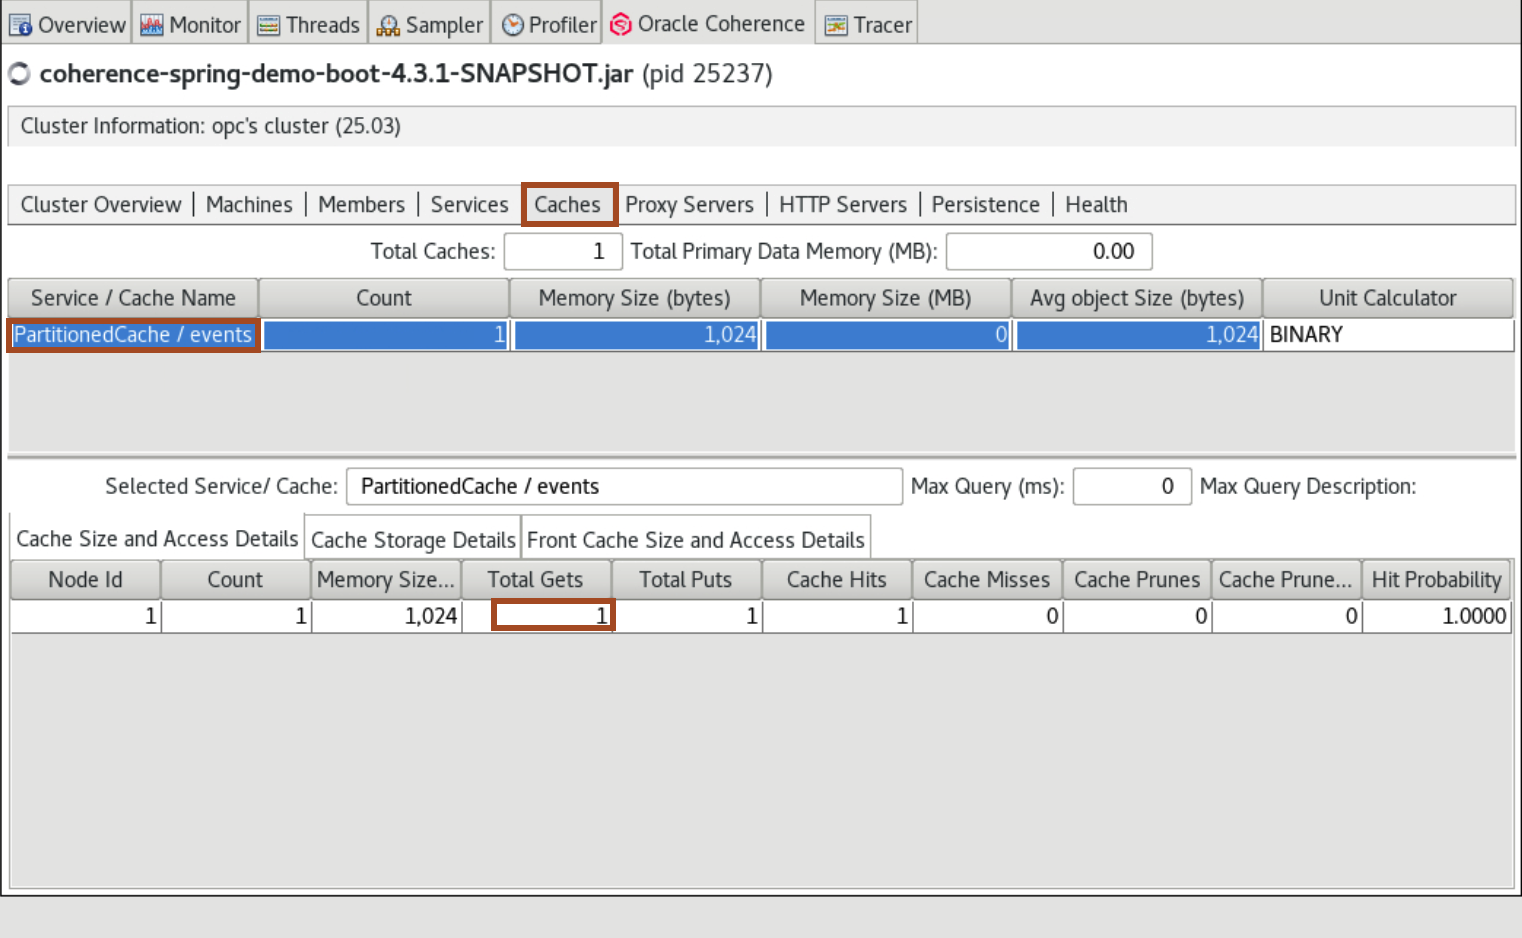 Overview Monitor Threads Sampler Profiler Oracle Coherence Tracer
coherence-spring-demo-boot-4.3.1-SNAPSHOT.jar (pid 25237)
Cluster Information: opc's cluster (25.03)
Cluster Overview Machines Members Services Caches Proxy Servers HTTP Servers Persistence Health
Total Caches: 1 Total Primary Data Memory (MB): 0.00
Service / Cache Name Count Memory Size (bytes) Memory Size (MB) Avg object Size (bytes) Unit Calculator
PartitionedCache / events 1 1,024 0 1,024 BINARY
Selected Service/ Cache: PartitionedCache / events Max Query (ms): 0 Max Query Description:
Cache Size and Access Details Cache Storage Details Front Cache Size and Access Details
Node Id Count Memory Size... Total Gets Total Puts Cache Hits Cache Misses Cache Prunes Cache Prune... Hit Probability
1 1 1,024 1 1 1 0 0 0 1.0000